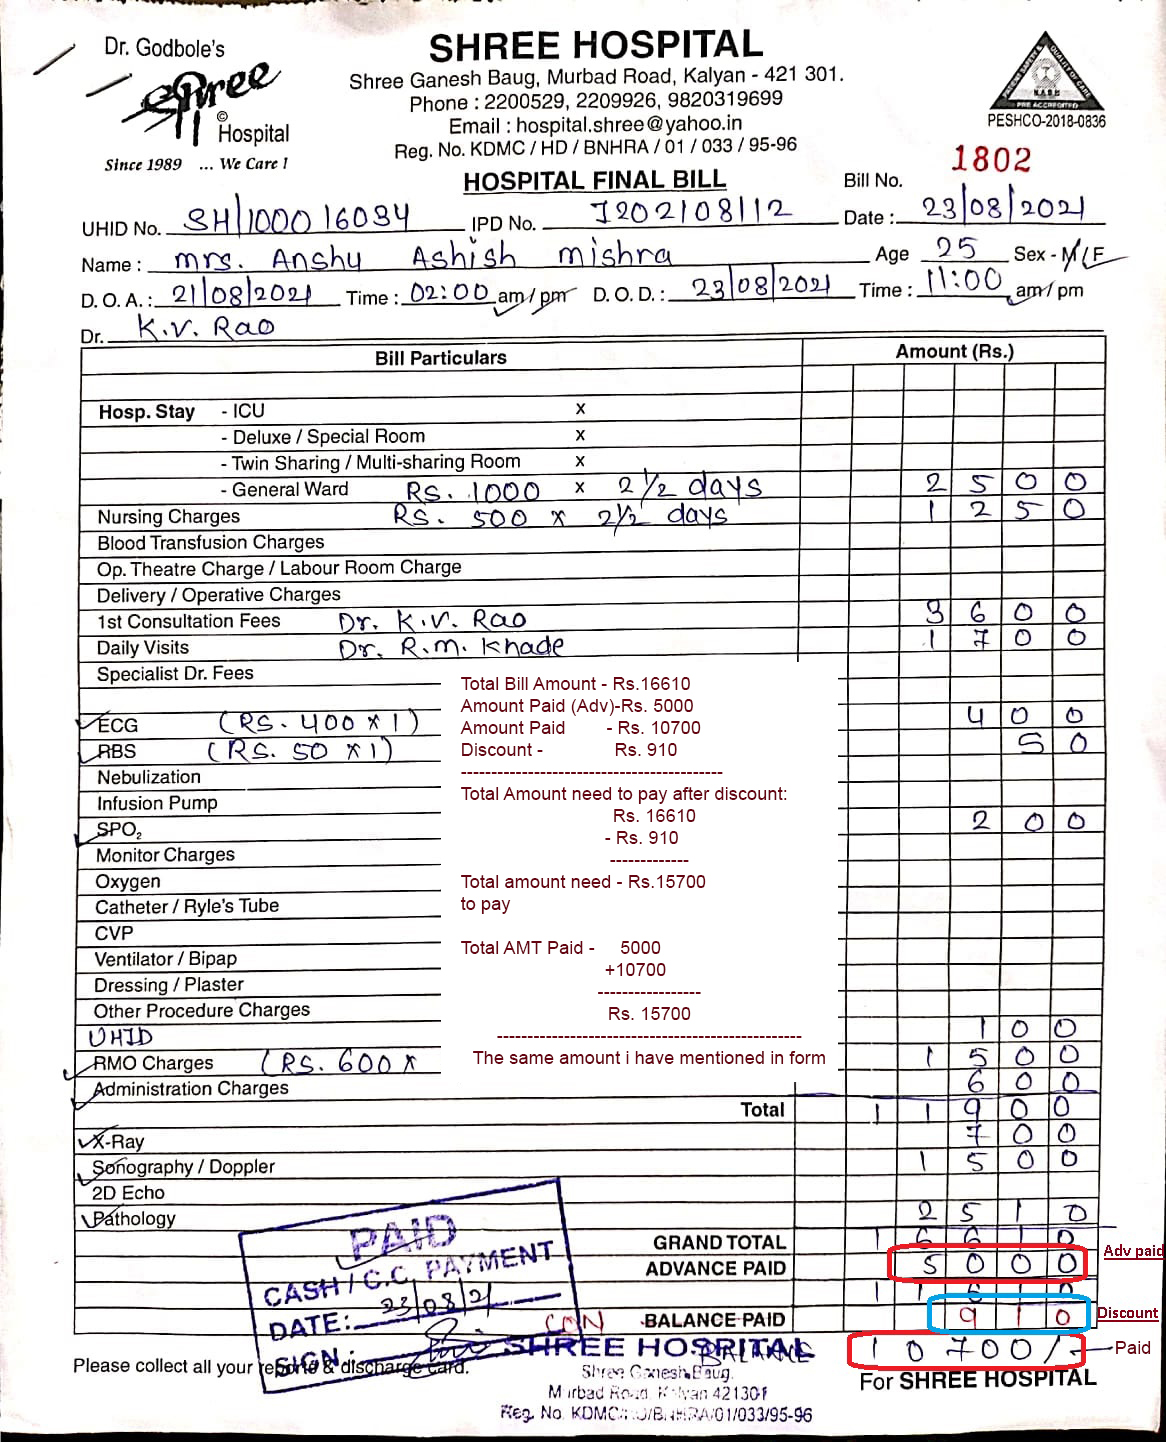 Dr. Godbole's
Shree
©
Hospital
Since 1989 ... We Care !
SHREE HOSPITAL
Shree Ganesh Baug, Murbad Road, Kalyan - 421 301.
Phone : 2200529, 2209926, 9820319699
Email : hospital.shree@yahoo.in
Reg. No. KDMC / HD / BNHRA / 01 / 033 / 95-96
PATIENT SAFETY & QUALITY OF CARE
N.A.B.H
PRE ACCREDITED
PESHCO-2018-0836
HOSPITAL FINAL BILL
Bill No. 1802
UHID No. SH/100016094 IPD No. I202108112 Date : 23/08/2021
Name : mrs. Anshu Ashish mishra Age 25 Sex - M/F
D. O. A. : 21/08/2021 Time : 02:00 am/pm D. O. D. : 23/08/2021 Time : 11:00 am/pm
Dr. K.V. Rao
Bill Particulars Amount (Rs.)
Hosp. Stay - ICU x
- Deluxe / Special Room x
- Twin Sharing / Multi-sharing Room x
- General Ward RS. 1000 x 2 1/2 days 2500
Nursing Charges RS. 500 x 2 1/2 days 1250
Blood Transfusion Charges
Op. Theatre Charge / Labour Room Charge
Delivery / Operative Charges
1st Consultation Fees Dr. K.V. Rao 3600
Daily Visits Dr. R.M. Khade 1700
Specialist Dr. Fees
ECG (RS. 400 x 1) 400
RBS (RS. 50 x 1) 50
Nebulization
Infusion Pump
SPO2 200
Monitor Charges
Oxygen
Catheter / Ryle's Tube
CVP
Ventilator / Bipap
Dressing / Plaster
Other Procedure Charges
UHID 100
RMO Charges (RS. 600 x 1500
Administration Charges 600
Total 11900
X-Ray 700
Sonography / Doppler 1500
2D Echo
Pathology 2510
GRAND TOTAL 16610
ADVANCE PAID 5000 Adv paid
11610
CON BALANCE PAID 910 Discount
BALANCE 10700/- Paid
Total Bill Amount - Rs.16610
Amount Paid (Adv)-Rs. 5000
Amount Paid - Rs. 10700
Discount - Rs. 910
Total Amount need to pay after discount:
Rs. 16610
- Rs. 910
Total amount need - Rs.15700
to pay
Total AMT Paid - 5000
+10700
Rs. 15700
The same amount i have mentioned in form
PAID
CASH / C.C. PAYMENT
DATE: 23/08/21
SIGN :
Please collect all your reports & discharge card.
SHREE HOSPITAL
Shree Ganesh Baug,
Murbad Road, Kalyan 421301
Reg. No. KDMC/HD/BNHRA/01/033/95-96
For SHREE HOSPITAL